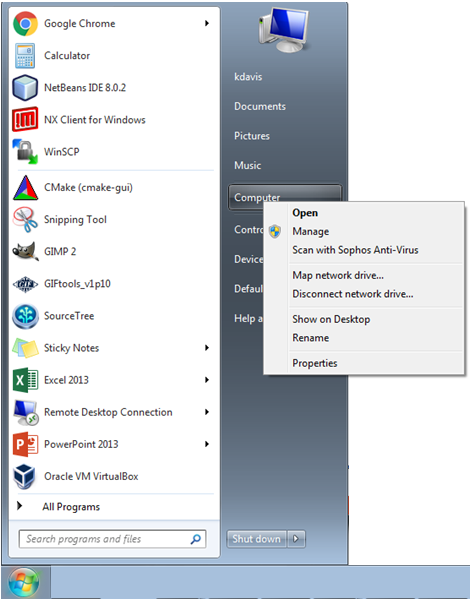 Google Chrome
Calculator
NetBeans IDE 8.0.2
NX Client for Windows
WinSCP
CMake (cmake-gui)
Snipping Tool
GIMP 2
GIFtools_v1p10
SourceTree
Sticky Notes
Excel 2013
Remote Desktop Connection
PowerPoint 2013
Oracle VM VirtualBox
All Programs
Search programs and files
kdavis
Documents
Pictures
Music
Computer
Contro
Device
Defaul
Help a
Shut down
Open
Manage
Scan with Sophos Anti-Virus
Map network drive...
Disconnect network drive...
Show on Desktop
Rename
Properties